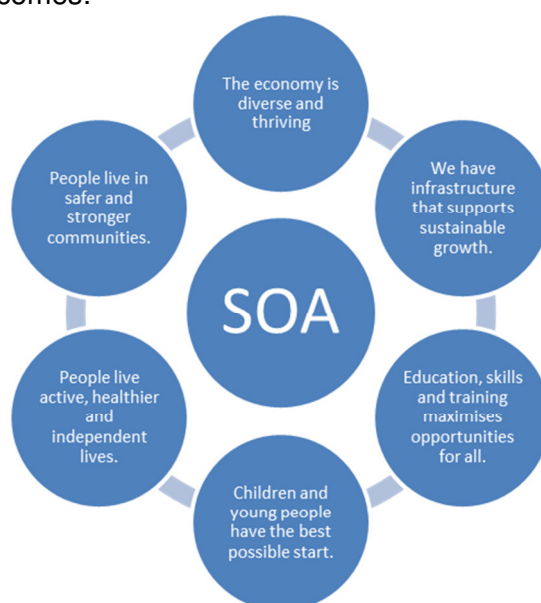 The economy is
diverse and
thriving
We have
infrastructure
that supports
sustainable
growth.
Education, skills
and training
maximises
opportunities
for all.
Children and
young people
have the best
possible start.
People live
active, healthier
and
independent
lives.
People live in
safer and
stronger
communities.
SOA